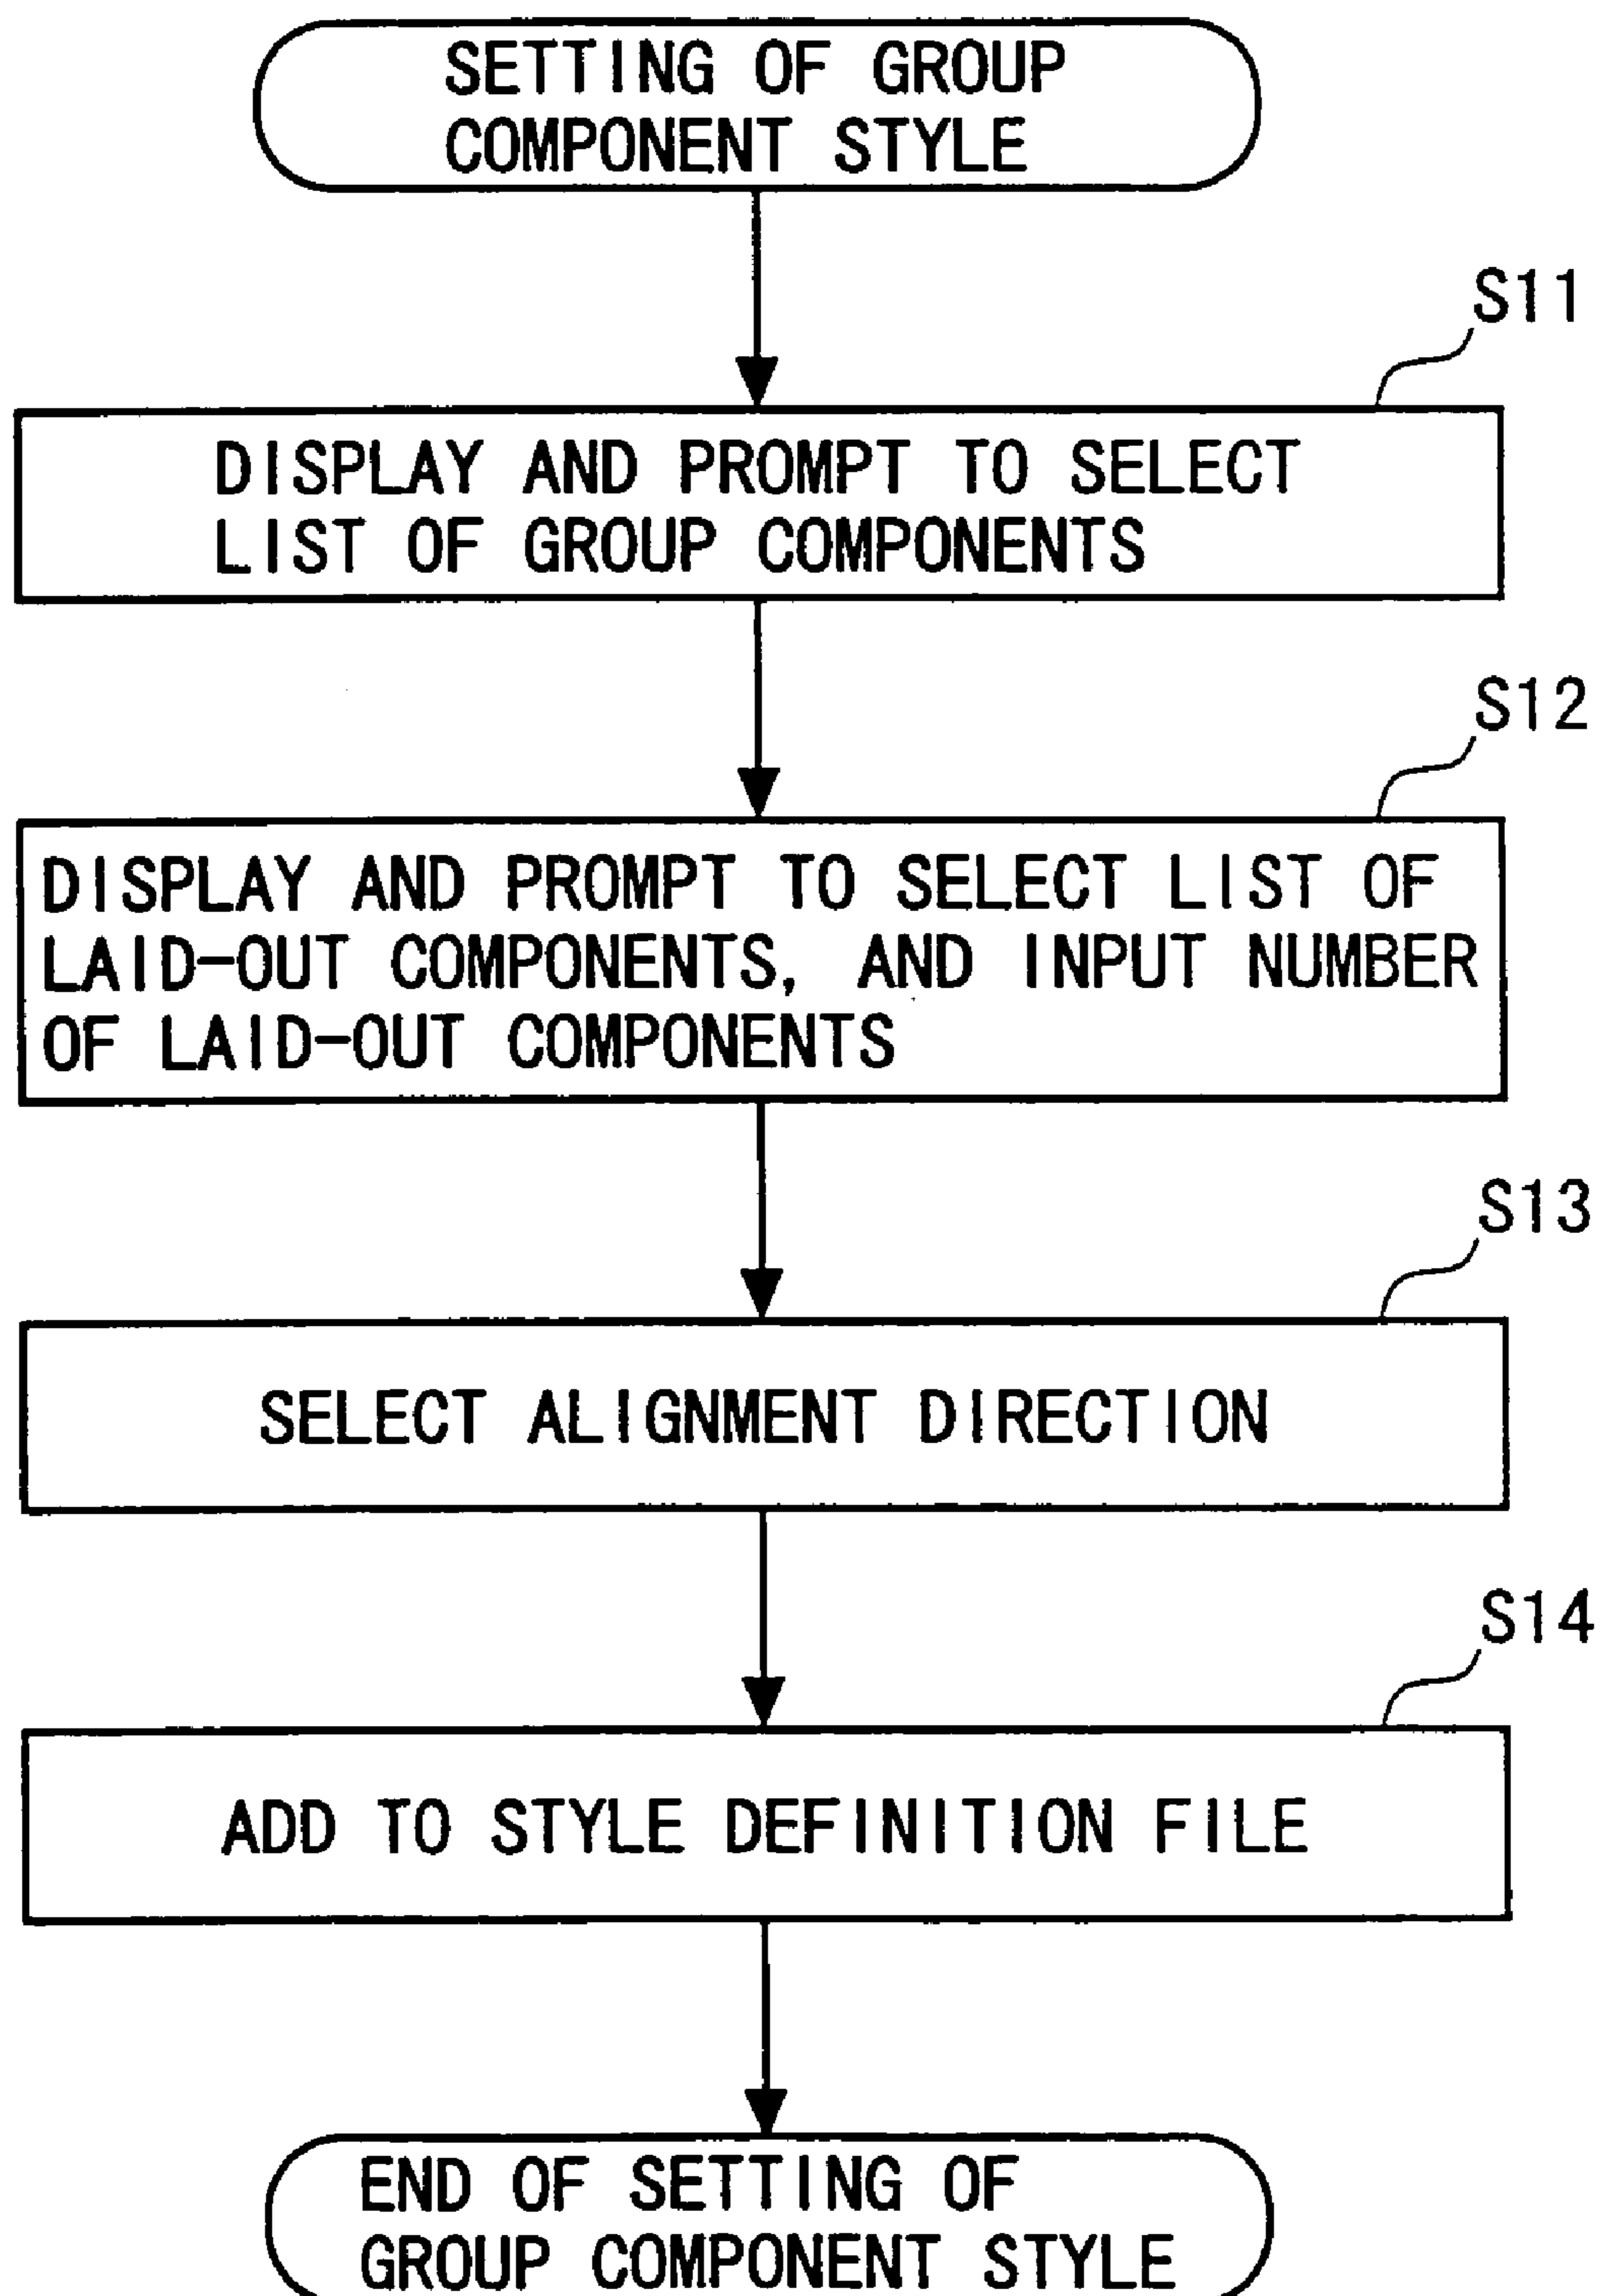 SETTING OF GROUP
COMPONENT STYLE
S11
DISPLAY AND PROMPT TO SELECT
LIST OF GROUP COMPONENTS
S12
DISPLAY AND PROMPT TO SELECT LIST OF
LAID-OUT COMPONENTS, AND INPUT NUMBER
OF LAID-OUT COMPONENTS
S13
SELECT ALIGNMENT DIRECTION
S14
ADD TO STYLE DEFINITION FILE
END OF SETTING OF
GROUP COMPONENT STYLE